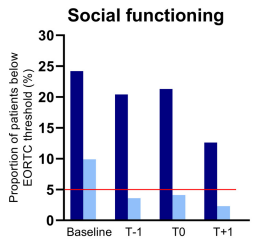 Social functioning
Proportion of patients below
EORTC threshold (%)
30
25
20
15
10
5
0
Baseline T-1 T0 T+1